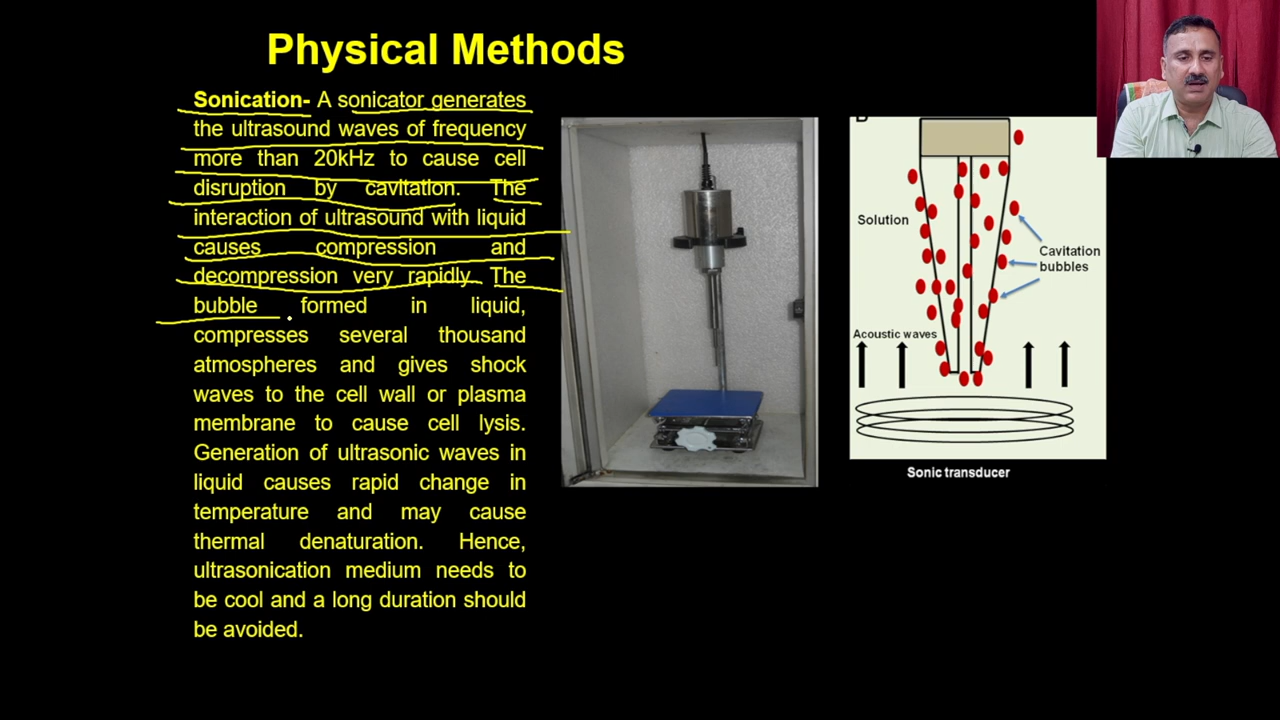 Physical Methods
Sonication- A sonicator generates
the ultrasound waves of frequency
more than 20kHz to cause cell
disruption by cavitation. The
interaction of ultrasound with liquid
causes compression and
decompression very rapidly. The
bubble formed in liquid,
compresses several thousand
atmospheres and gives shock
waves to the cell wall or plasma
membrane to cause cell lysis.
Generation of ultrasonic waves in
liquid causes rapid change in
temperature and may cause
thermal denaturation. Hence,
ultrasonication medium needs to
be cool and a long duration should
be avoided.
Solution
Cavitation
bubbles
Acoustic waves
Sonic transducer